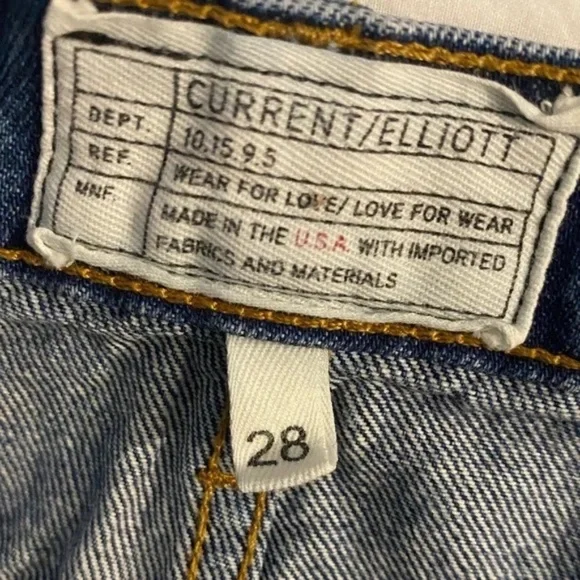 CURRENT/ELLIOTT
DEPT. 10.15.9.5
REF. WEAR FOR LOVE/ LOVE FOR WEAR
MNF. MADE IN THE U.S.A. WITH IMPORTED
FABRICS AND MATERIALS
28